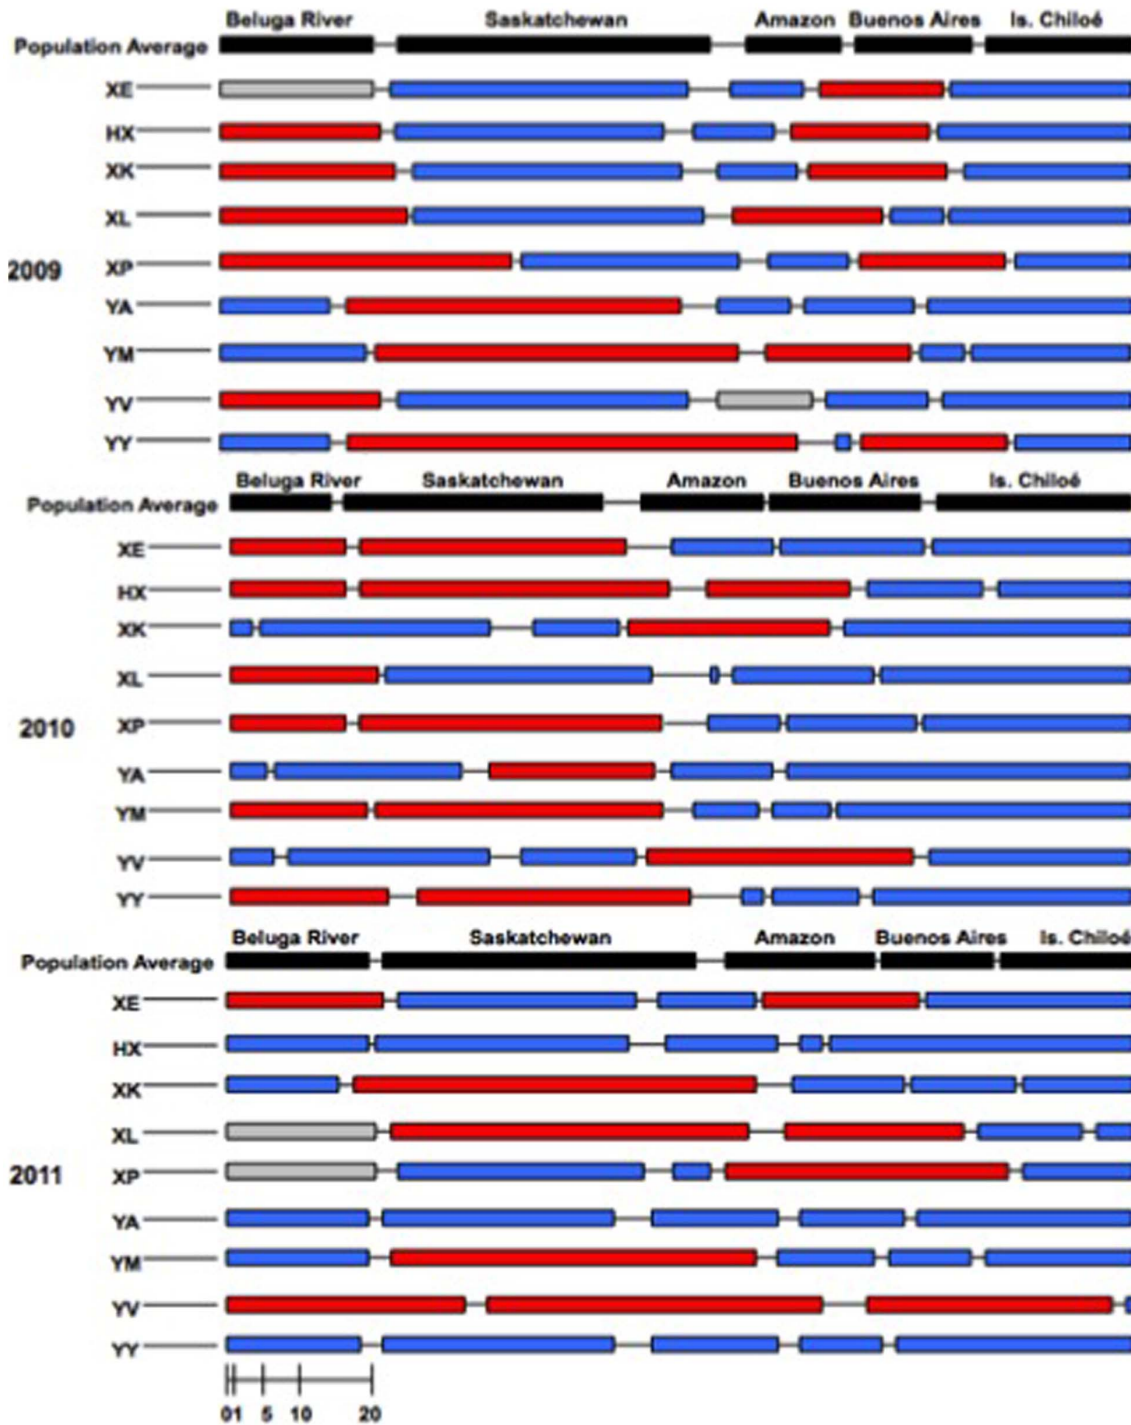 Beluga River Saskatchewan Amazon Buenos Aires Is. Chiloé
Population Average
XE
HX
XK
XL
2009 XP
YA
YM
YV
YY
Beluga River Saskatchewan Amazon Buenos Aires Is. Chiloé
Population Average
XE
HX
XK
XL
2010 XP
YA
YM
YV
YY
Beluga River Saskatchewan Amazon Buenos Aires Is. Chiloé
Population Average
XE
HX
XK
XL
2011 XP
YA
YM
YV
YY
01 5 10 20